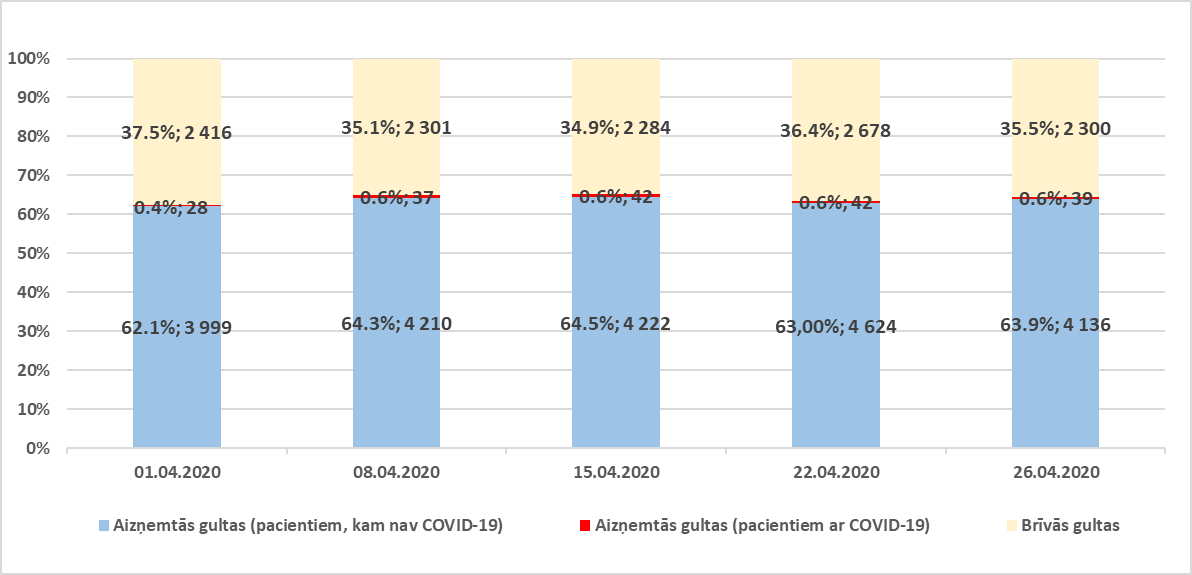 100%
90%
80%
70%
60%
50%
40%
30%
20%
10%
0%
37.5%; 2 416
35.1%; 2 301
34.9%; 2 284
36.4%; 2 678
35.5%; 2 300
0.4%; 28
0.6%; 37
0.6%; 42
0.6%; 42
0.6%; 39
62.1%; 3 999
64.3%; 4 210
64.5%; 4 222
63,00%; 4 624
63.9%; 4 136
01.04.2020
08.04.2020
15.04.2020
22.04.2020
26.04.2020
Aizņemtās gultas (pacientiem, kam nav COVID-19)
Aizņemtās gultas (pacientiem ar COVID-19)
Brīvās gultas